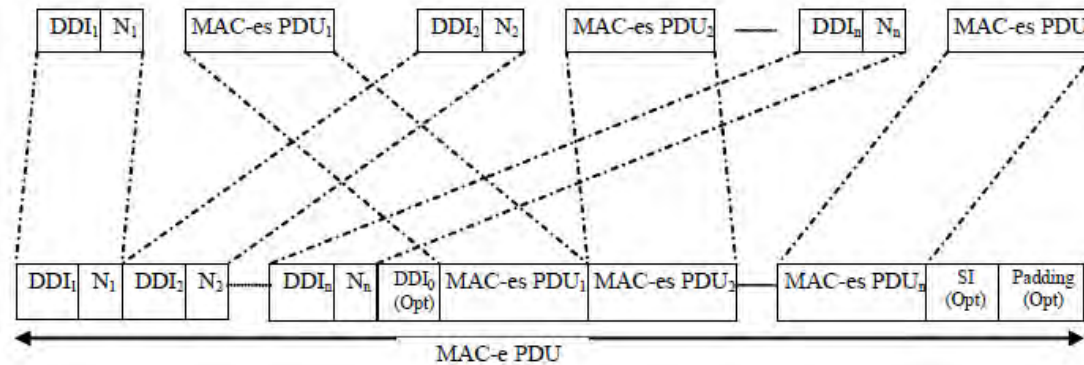 DDI₁ N₁ MAC-es PDU₁ DDI₂ N₂ MAC-es PDU₂ DDIₙ Nₙ MAC-es PDU
DDI₁ N₁ DDI₂ N₂ DDIₙ Nₙ DDI₀ (Opt) MAC-es PDU₁ MAC-es PDU₂ MAC-es PDUₙ SI (Opt) Padding (Opt)
MAC-e PDU